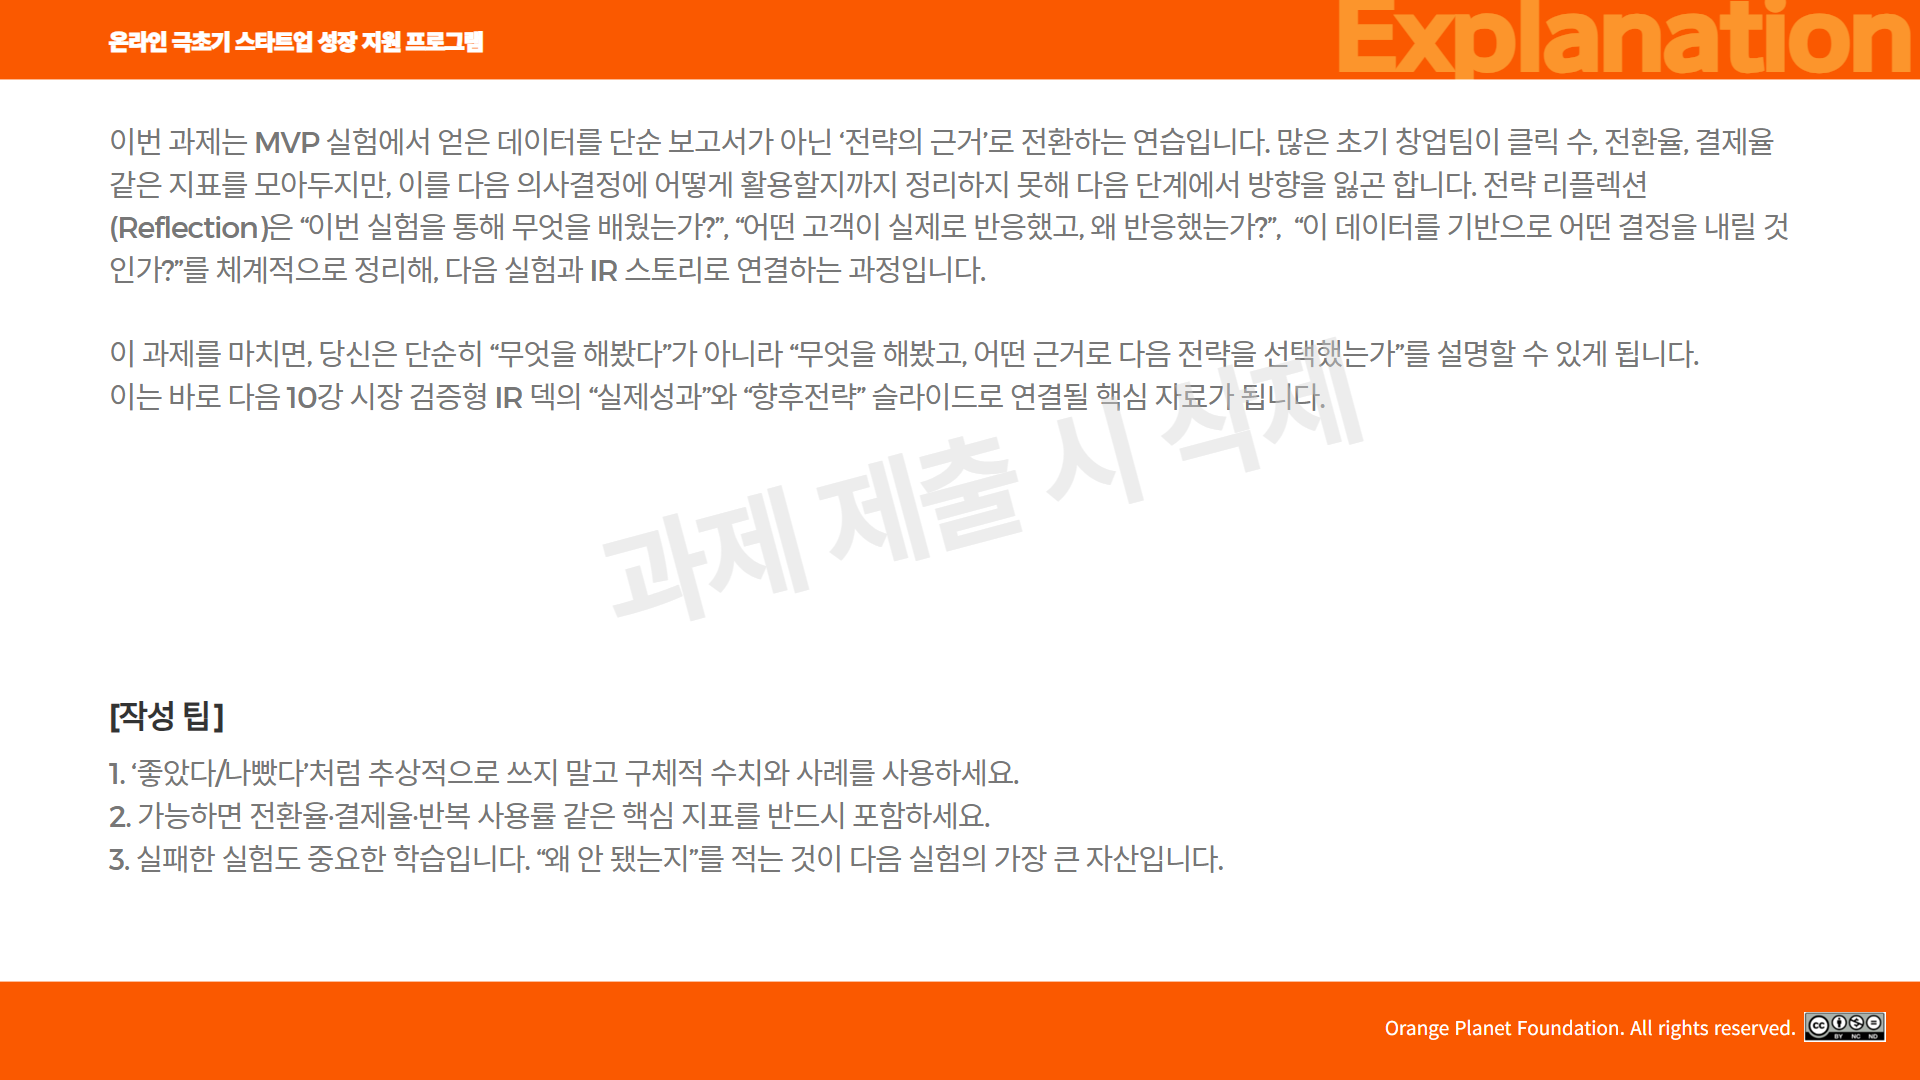 온라인 극초기 스타트업 성장 지원 프로그램
Explanation
이번 과제는 MVP 실험에서 얻은 데이터를 단순 보고서가 아닌 ‘전략의 근거’로 전환하는 연습입니다. 많은 초기 창업팀이 클릭 수, 전환율, 결제율
같은 지표를 모아두지만, 이를 다음 의사결정에 어떻게 활용할지까지 정리하지 못해 다음 단계에서 방향을 잃곤 합니다. 전략 리플렉션
(Reflection)은 “이번 실험을 통해 무엇을 배웠는가?”, “어떤 고객이 실제로 반응했고, 왜 반응했는가?”, “이 데이터를 기반으로 어떤 결정을 내릴 것
인가?”를 체계적으로 정리해, 다음 실험과 IR 스토리로 연결하는 과정입니다.
이 과제를 마치면, 당신은 단순히 “무엇을 해봤다”가 아니라 “무엇을 해봤고, 어떤 근거로 다음 전략을 선택했는가”를 설명할 수 있게 됩니다.
이는 바로 다음 10강 시장 검증형 IR 덱의 “실제성과”와 “향후전략” 슬라이드로 연결될 핵심 자료가 됩니다.
과제 제출 시 삭제
[작성 팁]
1. ‘좋았다/나빴다’처럼 추상적으로 쓰지 말고 구체적 수치와 사례를 사용하세요.
2. 가능하면 전환율·결제율·반복 사용률 같은 핵심 지표를 반드시 포함하세요.
3. 실패한 실험도 중요한 학습입니다. “왜 안 됐는지”를 적는 것이 다음 실험의 가장 큰 자산입니다.
Orange Planet Foundation. All rights reserved.
cc BY NC ND